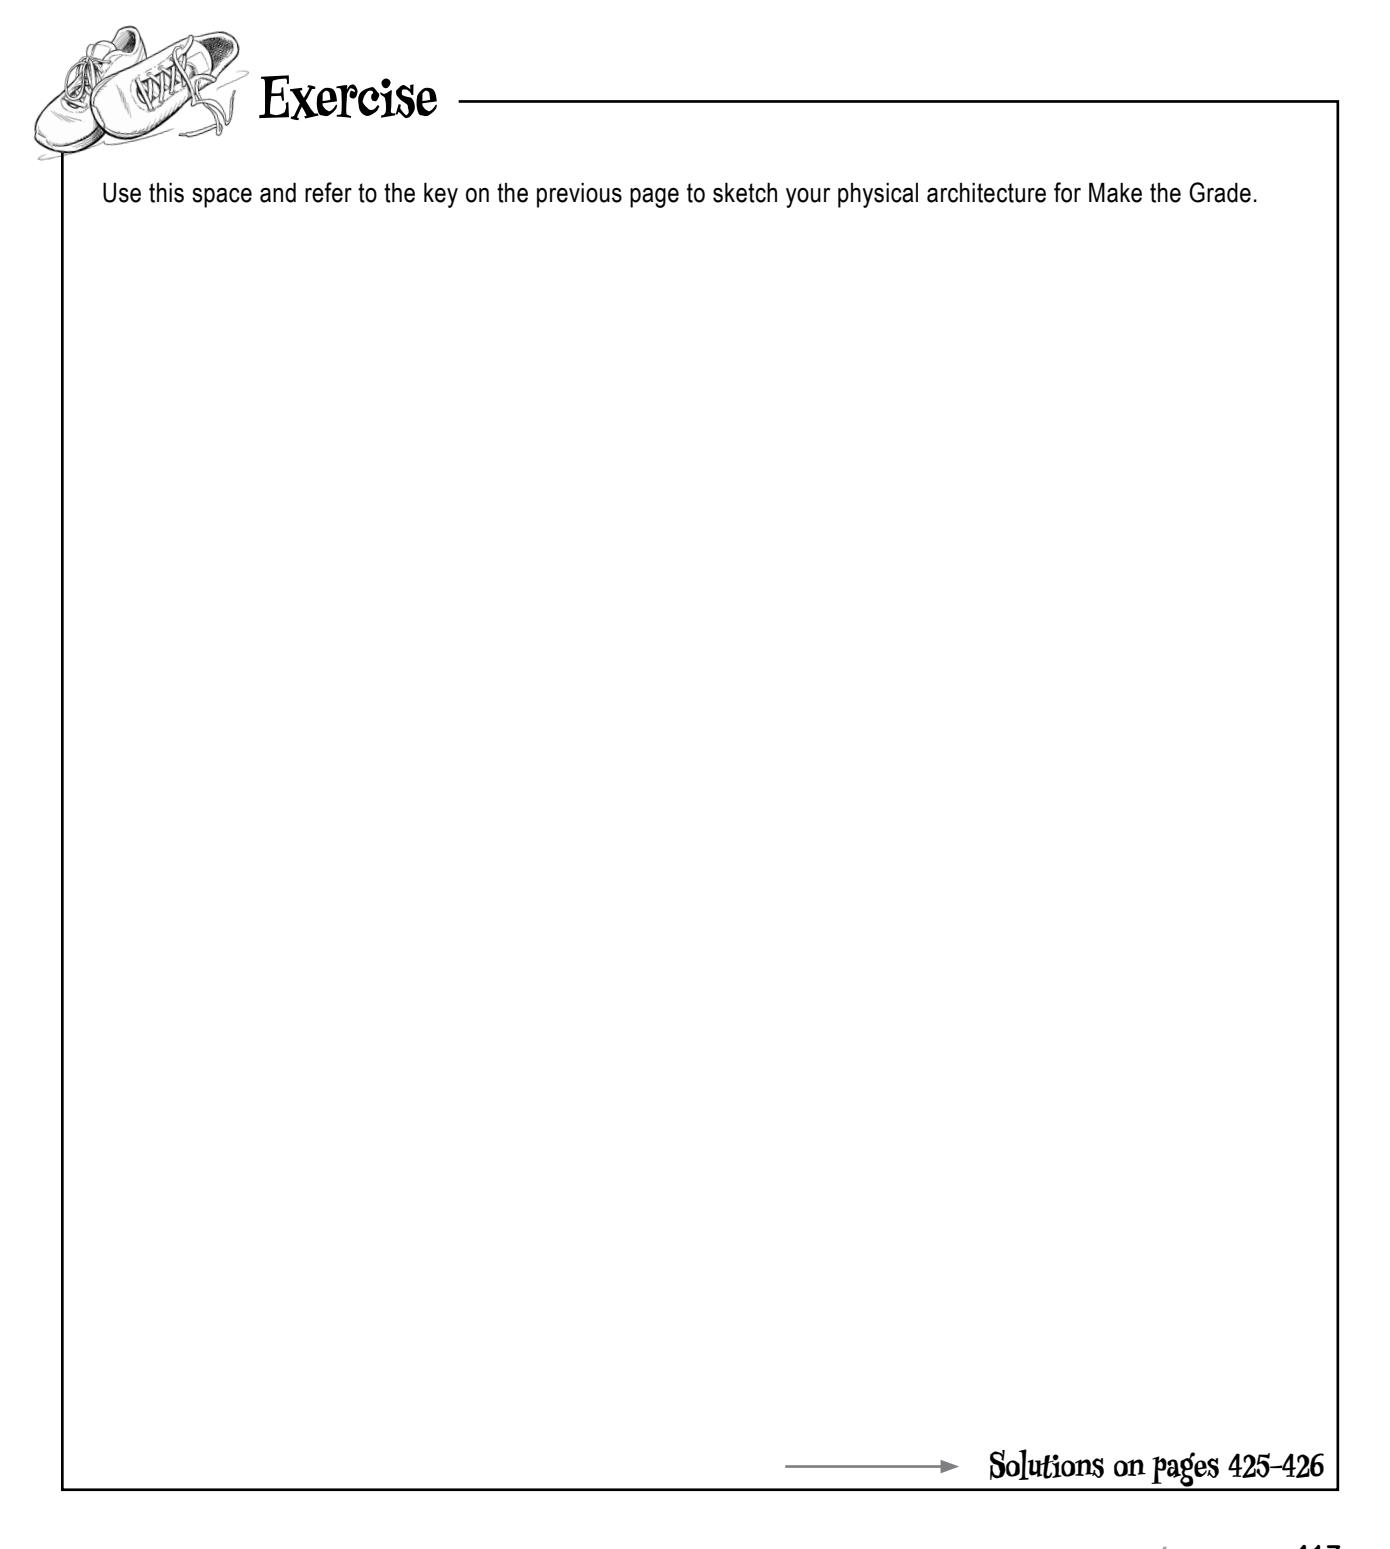 Exercise
Use this space and refer to the key on the previous page to sketch your physical architecture for Make the Grade.
Solutions on pages 425–426